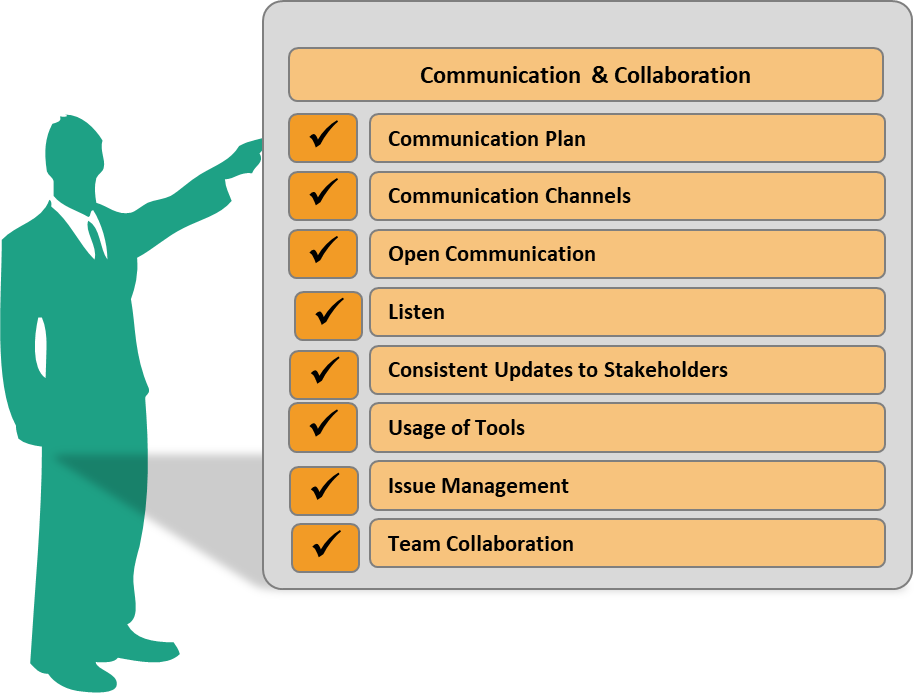 Communication & Collaboration
Communication Plan
Communication Channels
Open Communication
Listen
Consistent Updates to Stakeholders
Usage of Tools
Issue Management
Team Collaboration